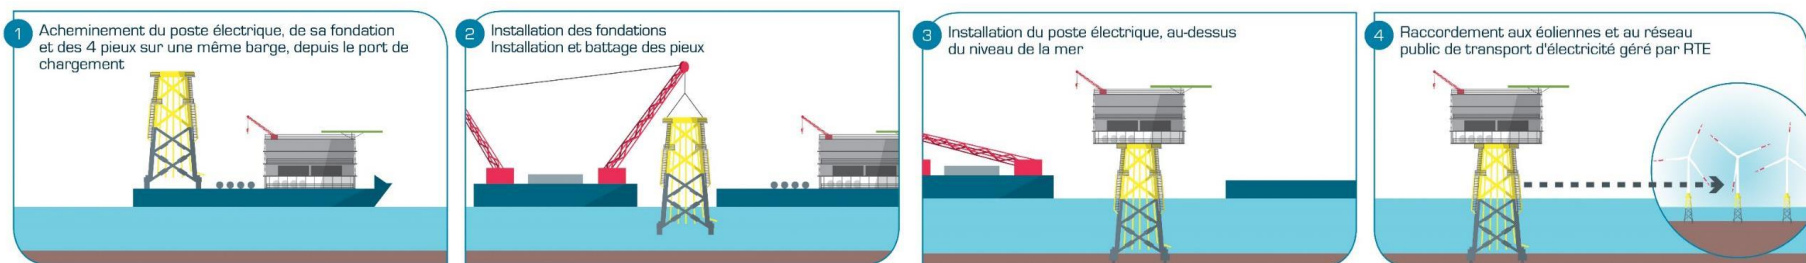 1
Acheminement du poste électrique, de sa fondation
et des 4 pieux sur une même barge, depuis le port de
chargement
2
Installation des fondations
Installation et battage des pieux
3
Installation du poste électrique, au-dessus
du niveau de la mer
4
Raccordement aux éoliennes et au réseau
public de transport d'électricité géré par RTE